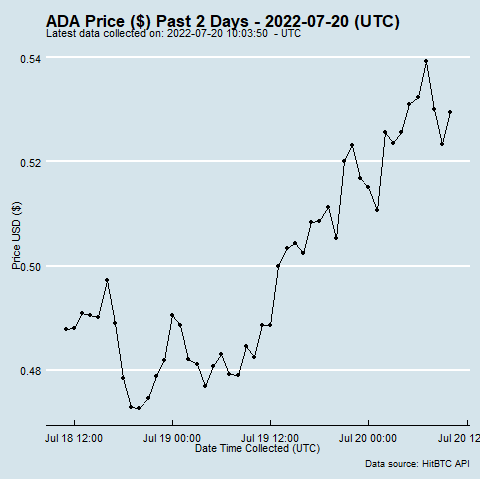 ADA Price ($) Past 2 Days - 2022-07-20 (UTC)
Latest data collected on: 2022-07-20 10:03:50 - UTC
0.54
0.52
0.50
0.48
Price USD ($)
Jul 18 12:00 Jul 19 00:00 Jul 19 12:00 Jul 20 00:00 Jul 20 12
Date Time Collected (UTC)
Data source: HitBTC API